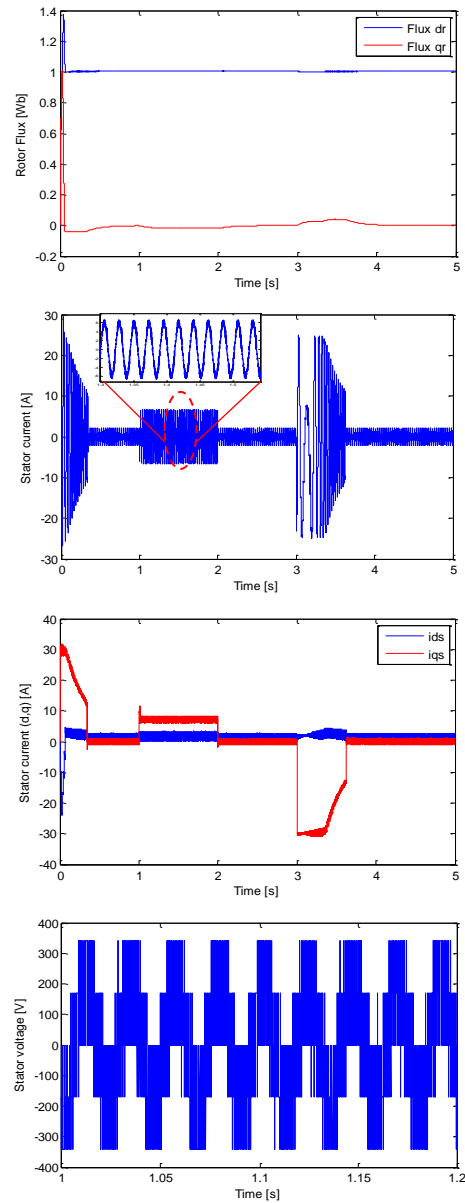 1.4
1.2
1
0.8
0.6
0.4
0.2
0
-0.2
Rotor Flux [Wb]
Flux dr
Flux qr
0 1 2 3 4 5
Time [s]
30
20
10
0
-10
-20
-30
Stator current [A]
0 1 2 3 4 5
Time [s]
40
30
20
10
0
-10
-20
-30
-40
Stator current (d,q) [A]
ids
iqs
0 1 2 3 4 5
Time [s]
400
300
200
100
0
-100
-200
-300
-400
Stator voltage [V]
1 1.05 1.1 1.15 1.2
Time [s]